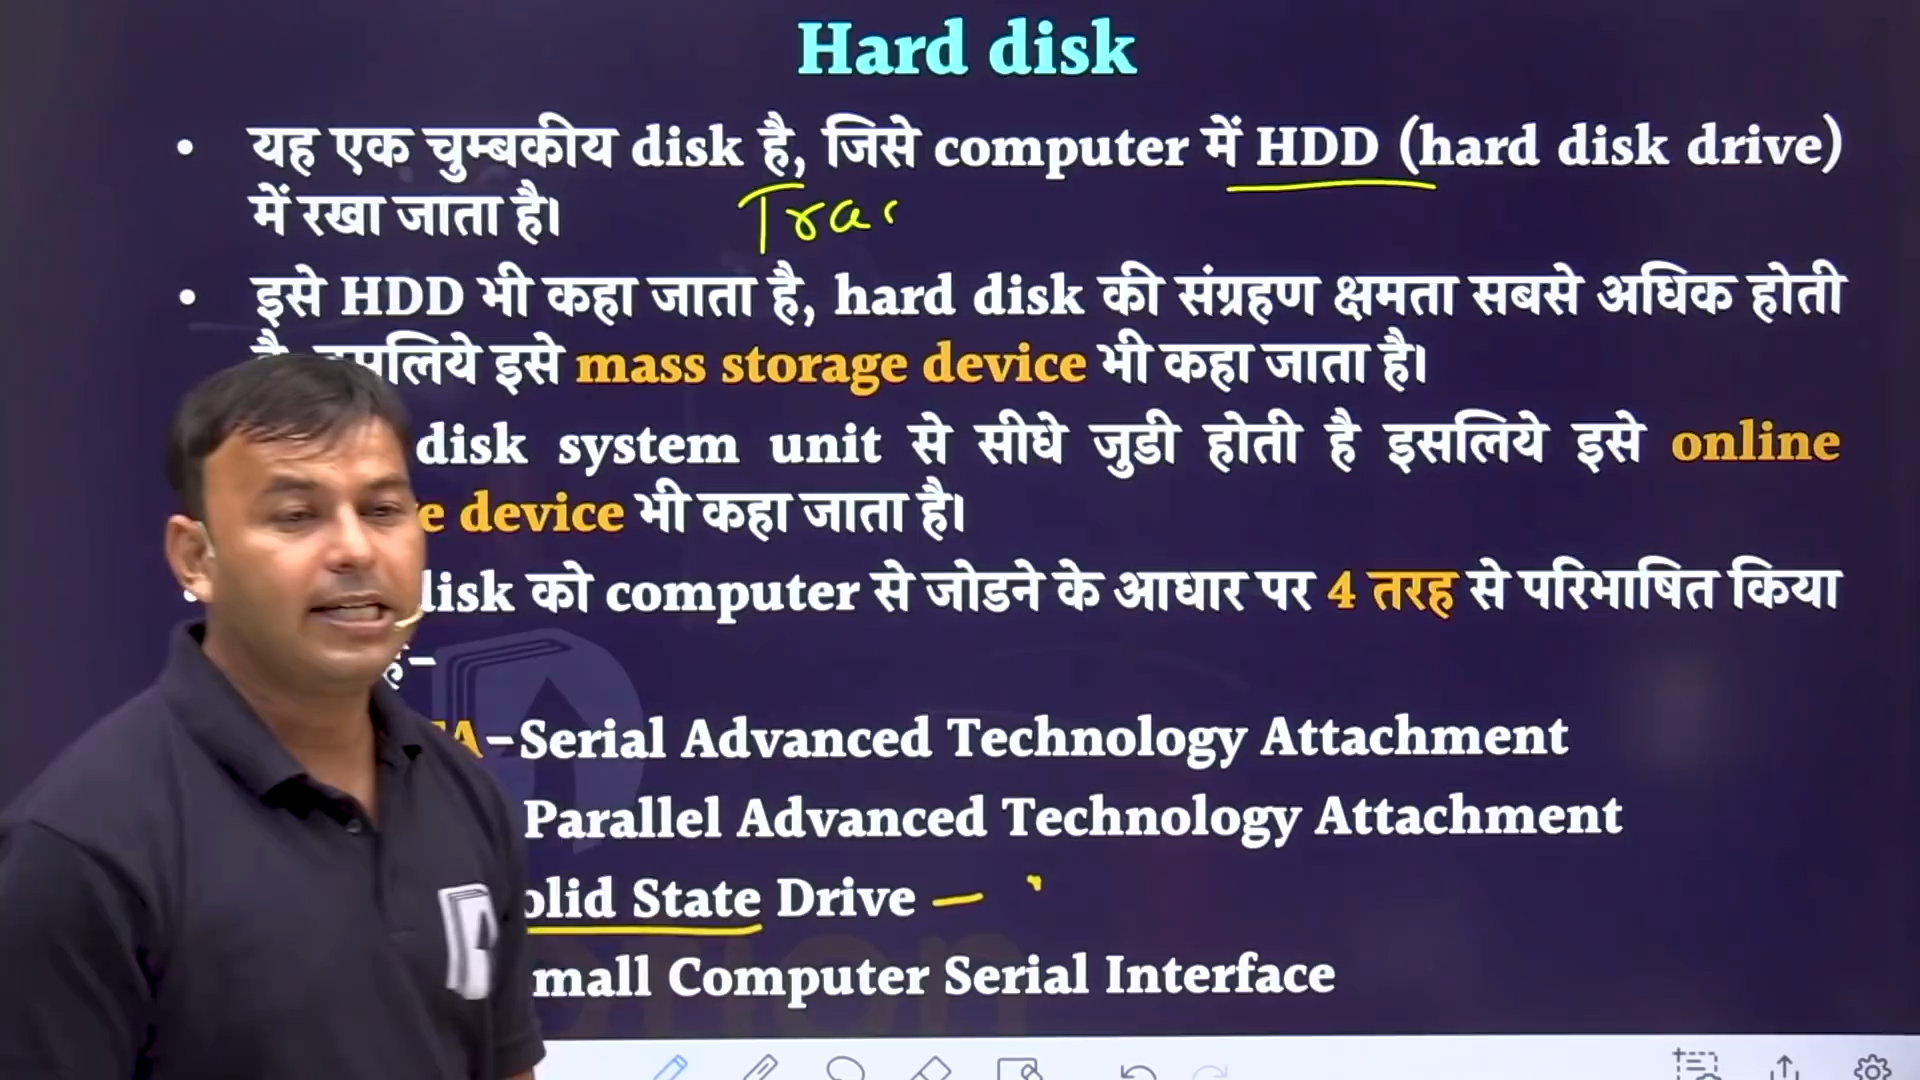 Hard disk
• यह एक चुम्बकीय disk है, जिसे computer में HDD (hard disk drive)
में रखा जाता है। Trac
• इसे HDD भी कहा जाता है, hard disk की संग्रहण क्षमता सबसे अधिक होती
है, इसलिये इसे mass storage device भी कहा जाता है।
disk system unit से सीधे जुडी होती है इसलिये इसे online
e device भी कहा जाता है।
disk को computer से जोडने के आधार पर 4 तरह से परिभाषित किया
है-
TA-Serial Advanced Technology Attachment
Parallel Advanced Technology Attachment
olid State Drive –
mall Computer Serial Interface